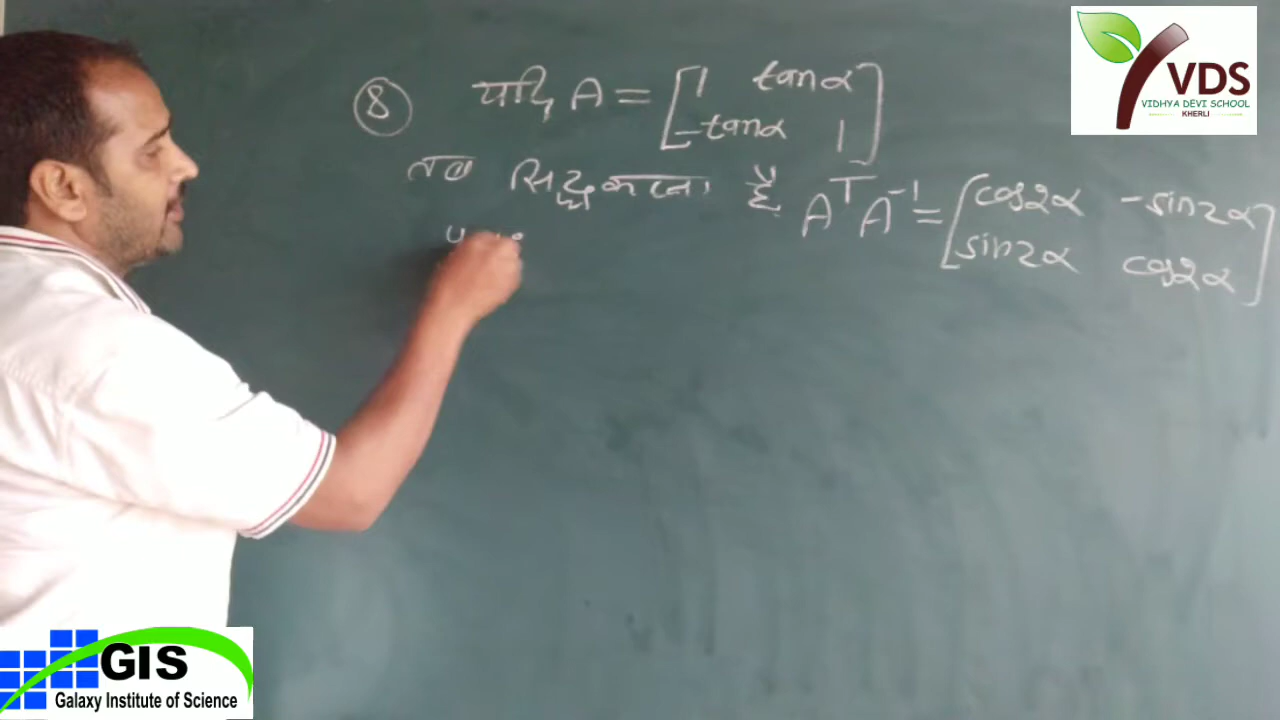 VDS
VIDHYA DEVI SCHOOL
KHERLI
8 यदि A = [1 tanα
-tanα 1]
तब सिद्ध करना है A^T A^-1 = [cos2α -sin2α
sin2α cos2α]
GIS
Galaxy Institute of Science